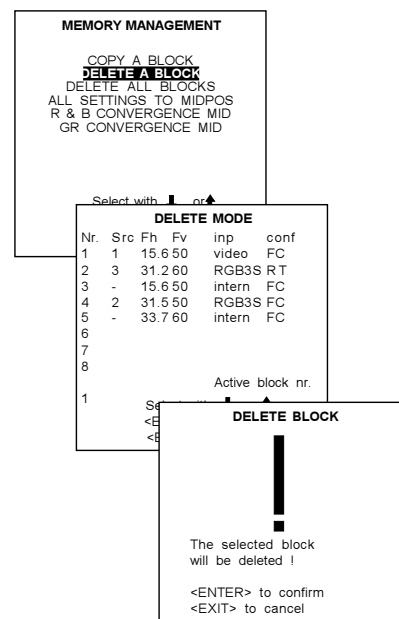 MEMORY MANAGEMENT
COPY A BLOCK
DELETE A BLOCK
DELETE ALL BLOCKS
ALL SETTINGS TO MIDPOS
R & B CONVERGENCE MID
GR CONVERGENCE MID
Select with or
DELETE MODE
Nr. Src Fh Fv inp conf
1 1 15.6 50 video FC
2 3 31.2 60 RGB3S R T
3 - 15.6 50 intern FC
4 2 31.5 50 RGB3S FC
5 - 33.7 60 intern FC
6
7
8
Active block nr.
1
<E
<E
DELETE BLOCK
!
The selected block
will be deleted !
<ENTER> to confirm
<EXIT> to cancel